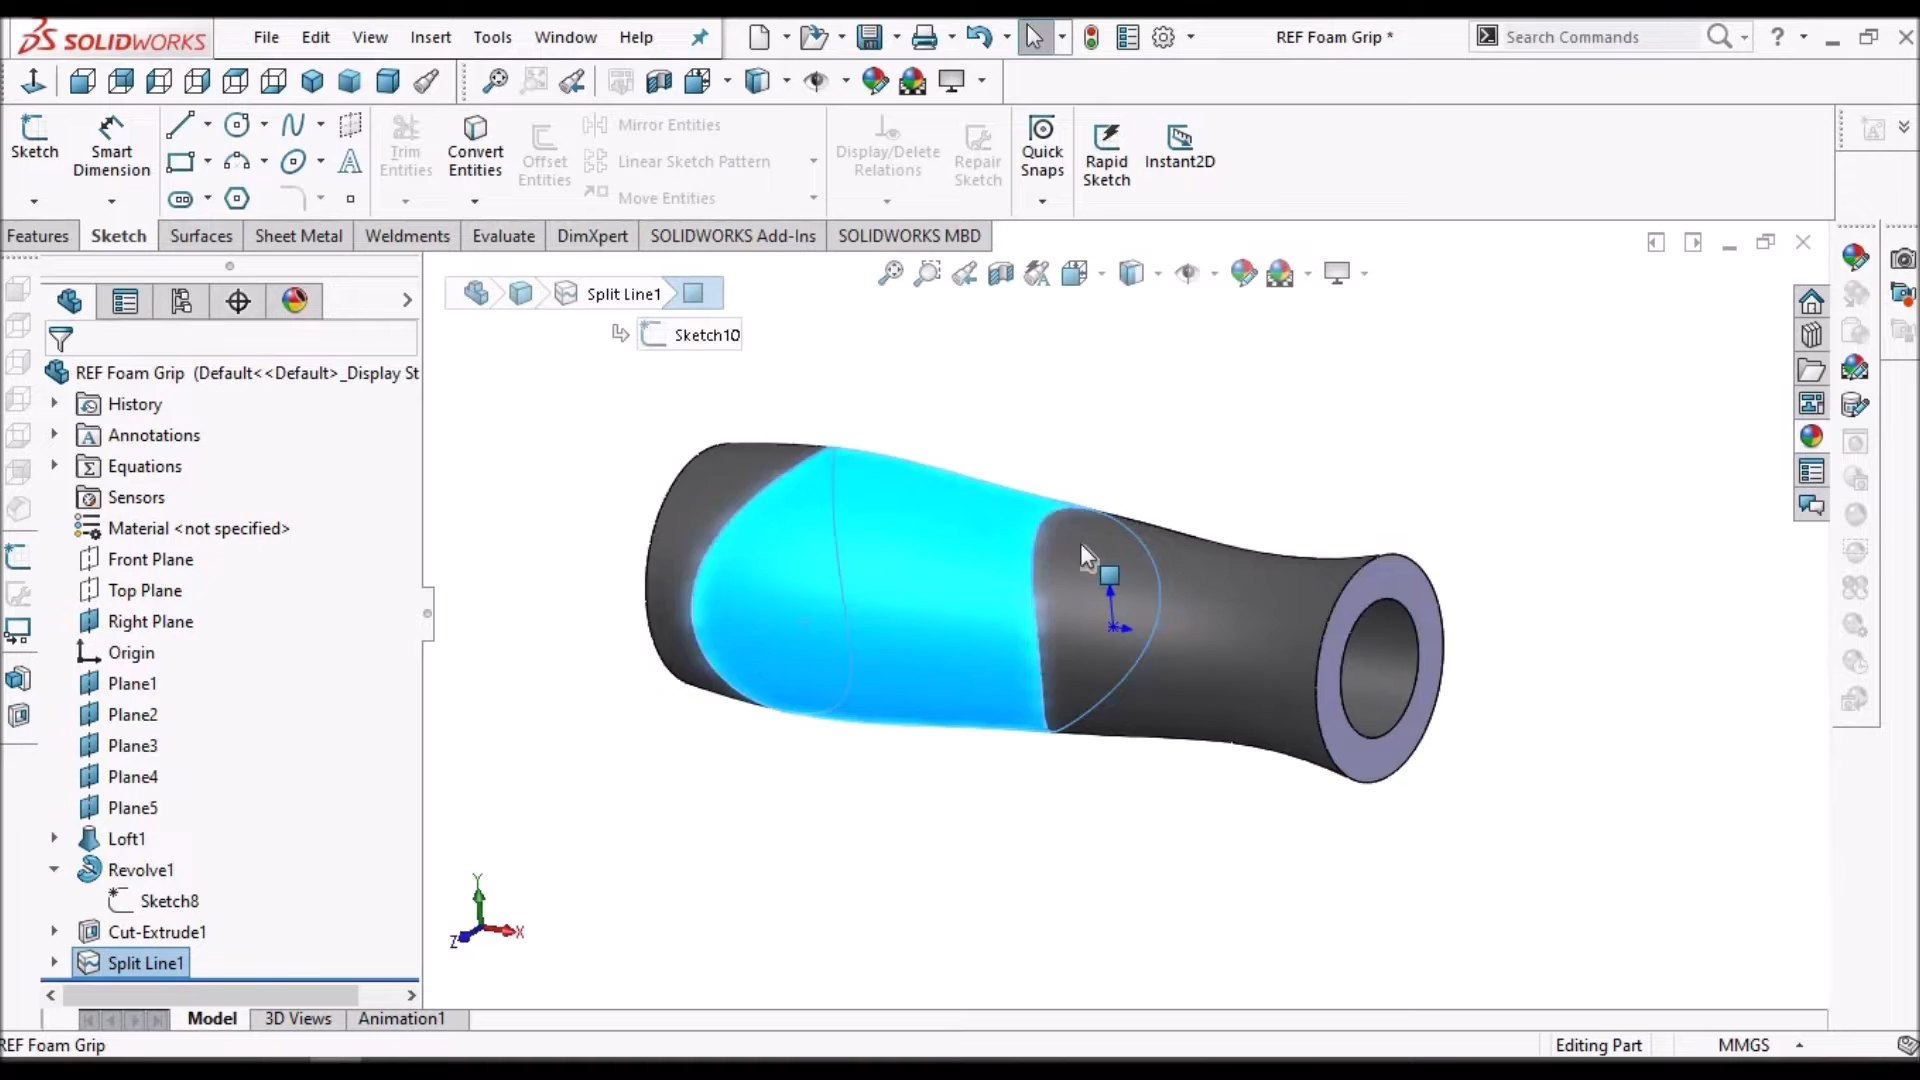 SOLIDWORKS
File Edit View Insert Tools Window Help
REF Foam Grip *
Search Commands
Sketch
Smart Dimension
Trim Entities
Convert Entities
Offset Entities
Mirror Entities
Linear Sketch Pattern
Move Entities
Display/Delete Relations
Repair Sketch
Quick Snaps
Rapid Sketch
Instant2D
Features Sketch Surfaces Sheet Metal Weldments Evaluate DimXpert SOLIDWORKS Add-Ins SOLIDWORKS MBD
Split Line1
Sketch10
REF Foam Grip (Default<<Default>_Display St
History
Annotations
Equations
Sensors
Material <not specified>
Front Plane
Top Plane
Right Plane
Origin
Plane1
Plane2
Plane3
Plane4
Plane5
Loft1
Revolve1
Sketch8
Cut-Extrude1
Split Line1
Y
X
Z
Model 3D Views Animation1
REF Foam Grip
Editing Part
MMGS